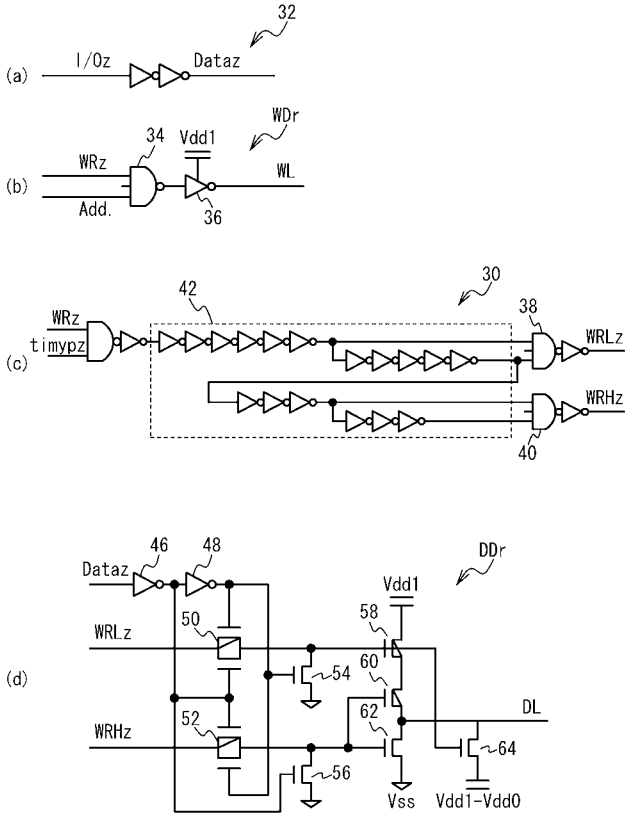 32
(a) I/Oz Dataz
WDr
34 Vdd1
(b) WRz WL
Add. 36
30
42 38
(c) WRz WRLz
timypz
WRHz
40
46 48 DDr
Dataz Vdd1
50 58
WRLz
(d) 54 60
52 62 DL
WRHz 64
56
Vss Vdd1-Vdd0